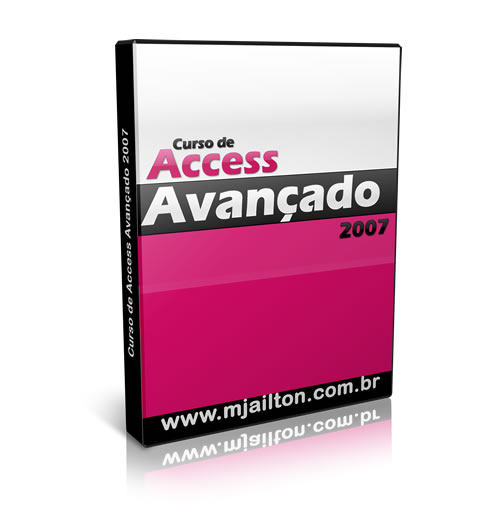 Curso de Access Avançado 2007
Curso de
Access
Avançado
2007
www.mjailton.com.br